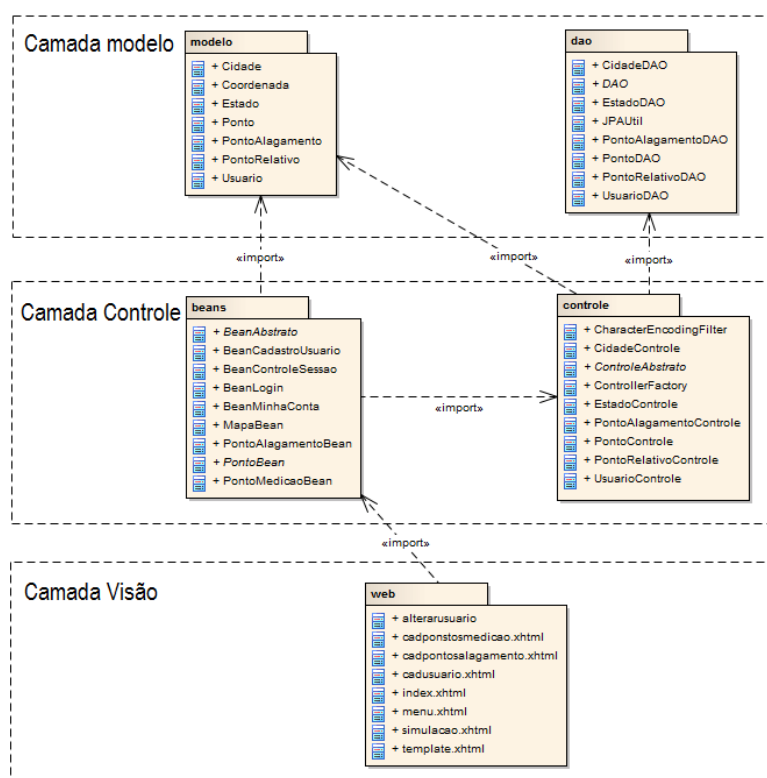 Camada modelo
modelo
+ Cidade
+ Coordenada
+ Estado
+ Ponto
+ PontoAlagamento
+ PontoRelativo
+ Usuario
dao
+ CidadeDAO
+ DAO
+ EstadoDAO
+ JPAUtil
+ PontoAlagamentoDAO
+ PontoDAO
+ PontoRelativoDAO
+ UsuarioDAO
«import»
«import»
«import»
Camada Controle
beans
+ BeanAbstrato
+ BeanCadastroUsuario
+ BeanControleSessao
+ BeanLogin
+ BeanMinhaConta
+ MapaBean
+ PontoAlagamentoBean
+ PontoBean
+ PontoMedicaoBean
«import»
controle
+ CharacterEncodingFilter
+ CidadeControle
+ ControleAbstrato
+ ControllerFactory
+ EstadoControle
+ PontoAlagamentoControle
+ PontoControle
+ PontoRelativoControle
+ UsuarioControle
«import»
Camada Visão
web
+ alterarusuario
+ cadponstosmedicao.xhtml
+ cadpontosalagamento.xhtml
+ cadusuario.xhtml
+ index.xhtml
+ menu.xhtml
+ simulacao.xhtml
+ template.xhtml